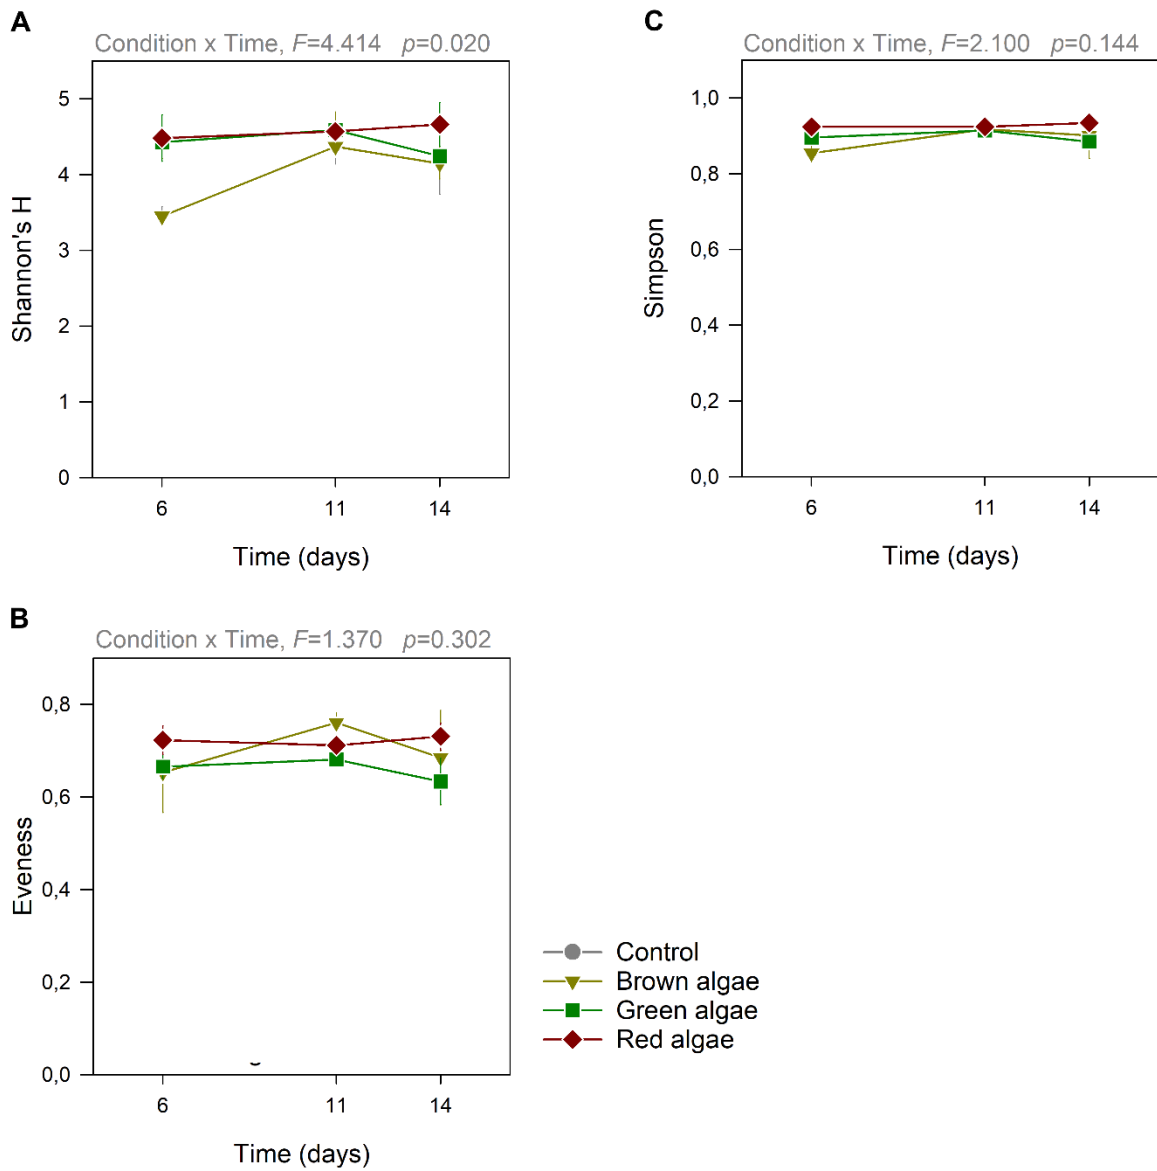 A
Condition x Time, F=4.414 p=0.020
5
4
3
2
1
0
Shannon's H
6 11 14
Time (days)
C
Condition x Time, F=2.100 p=0.144
1,0
0,8
0,6
0,4
0,2
0,0
Simpson
6 11 14
Time (days)
B
Condition x Time, F=1.370 p=0.302
0,8
0,6
0,4
0,2
0,0
Eveness
6 11 14
Time (days)
Control
Brown algae
Green algae
Red algae